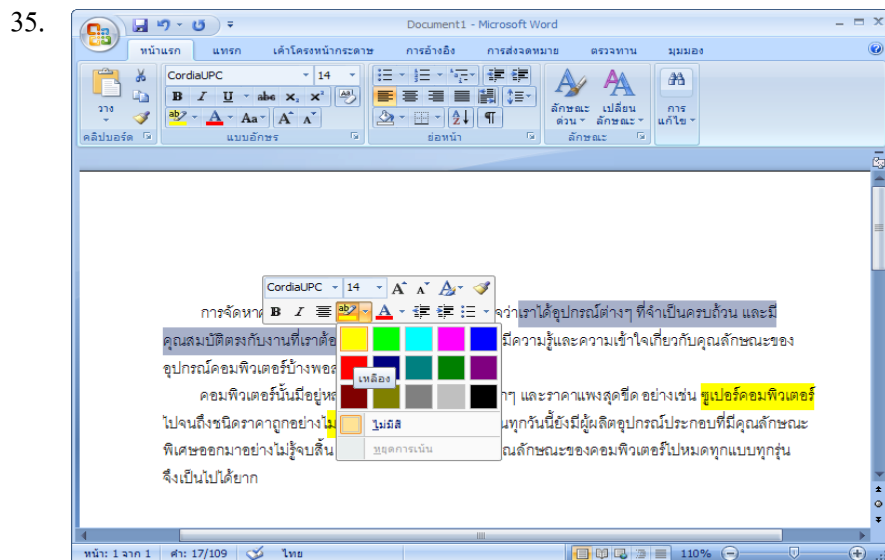 35.
Document1 - Microsoft Word
หน้าแรก แทรก เค้าโครงหน้ากระดาษ การอ้างอิง การส่งจดหมาย ตรวจทาน มุมมอง
CordiaUPC 14
วาง
B I U abe x₂ x²
ab A Aa A A
ลักษณะด่วน เปลี่ยนลักษณะ
การแก้ไข
คลิปบอร์ด แบบอักษร ย่อหน้า ลักษณะ
CordiaUPC 14 A A A
B I ab A
การจัดหา ว่าเราได้อุปกรณ์ต่างๆ ที่จำเป็นครบถ้วน และมี
คุณสมบัติตรงกับงานที่เราต้อ มีความรู้และความเข้าใจเกี่ยวกับคุณลักษณะของ
อุปกรณ์คอมพิวเตอร์บ้างพอส
เหลือง
คอมพิวเตอร์นั้นมีอยู่ห ๆ และราคาแพงสุดขีด อย่างเช่น ซูเปอร์คอมพิวเตอร์
ไปจนถึงชนิดราคาถูกอย่างไ ไม่มีสี นทุกวันนี้ยังมีผู้ผลิตอุปกรณ์ประกอบที่มีคุณลักษณะ
พิเศษออกมาอย่างไม่รู้จบสิ้น หยุดการเน้น ณลักษณะของคอมพิวเตอร์ไปหมดทุกแบบทุกรุ่น
จึงเป็นไปได้ยาก
หน้า: 1 จาก 1 คำ: 17/109 ไทย 110%